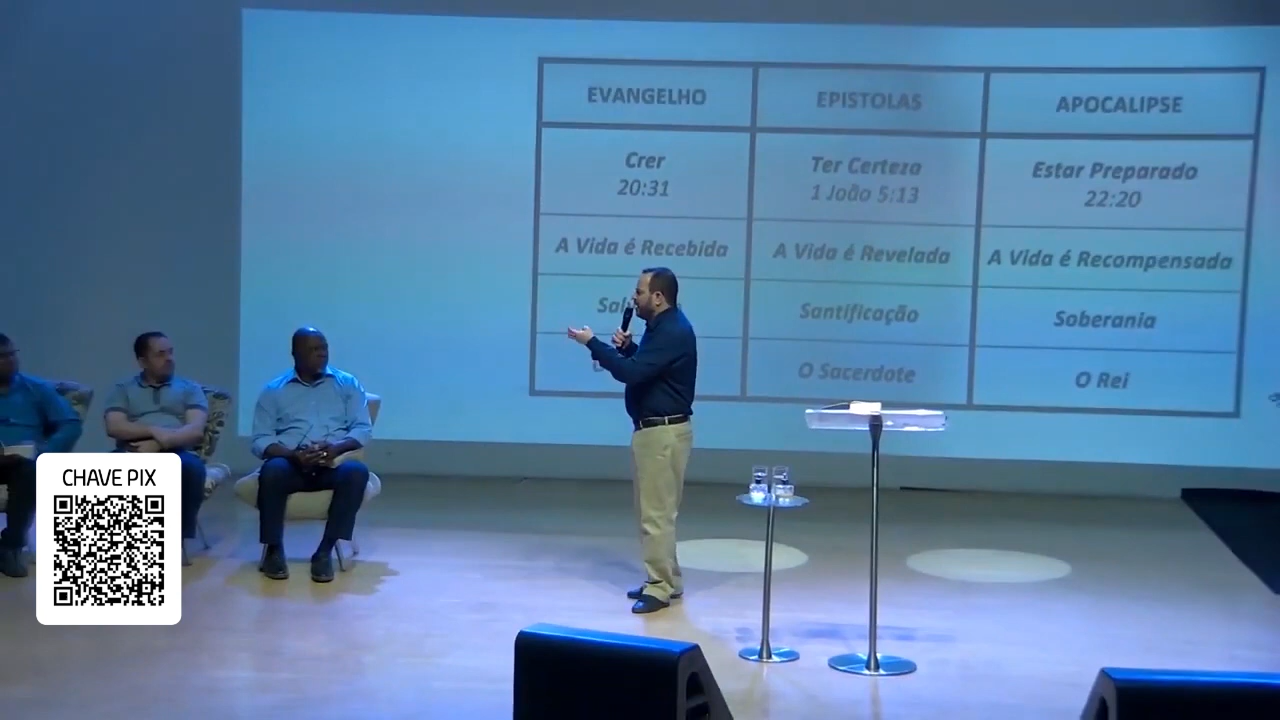 EVANGELHO
EPISTOLAS
APOCALIPSE
Crer
20:31
Ter Certeza
1 João 5:13
Estar Preparado
22:20
A Vida é Recebida
A Vida é Revelada
A Vida é Recompensada
Santificação
Soberania
O Sacerdote
O Rei
CHAVE PIX